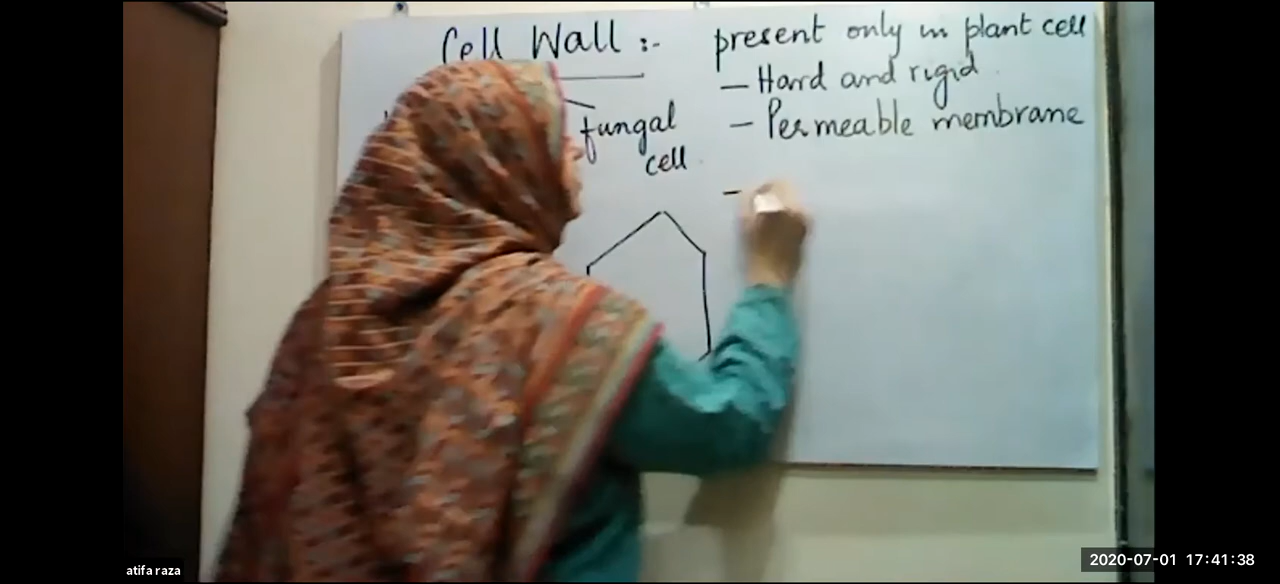 Cell Wall :-
present only in plant cell
— Hard and rigid
— Permeable membrane
fungal
cell
—
atifa raza
2020-07-01 17:41:38